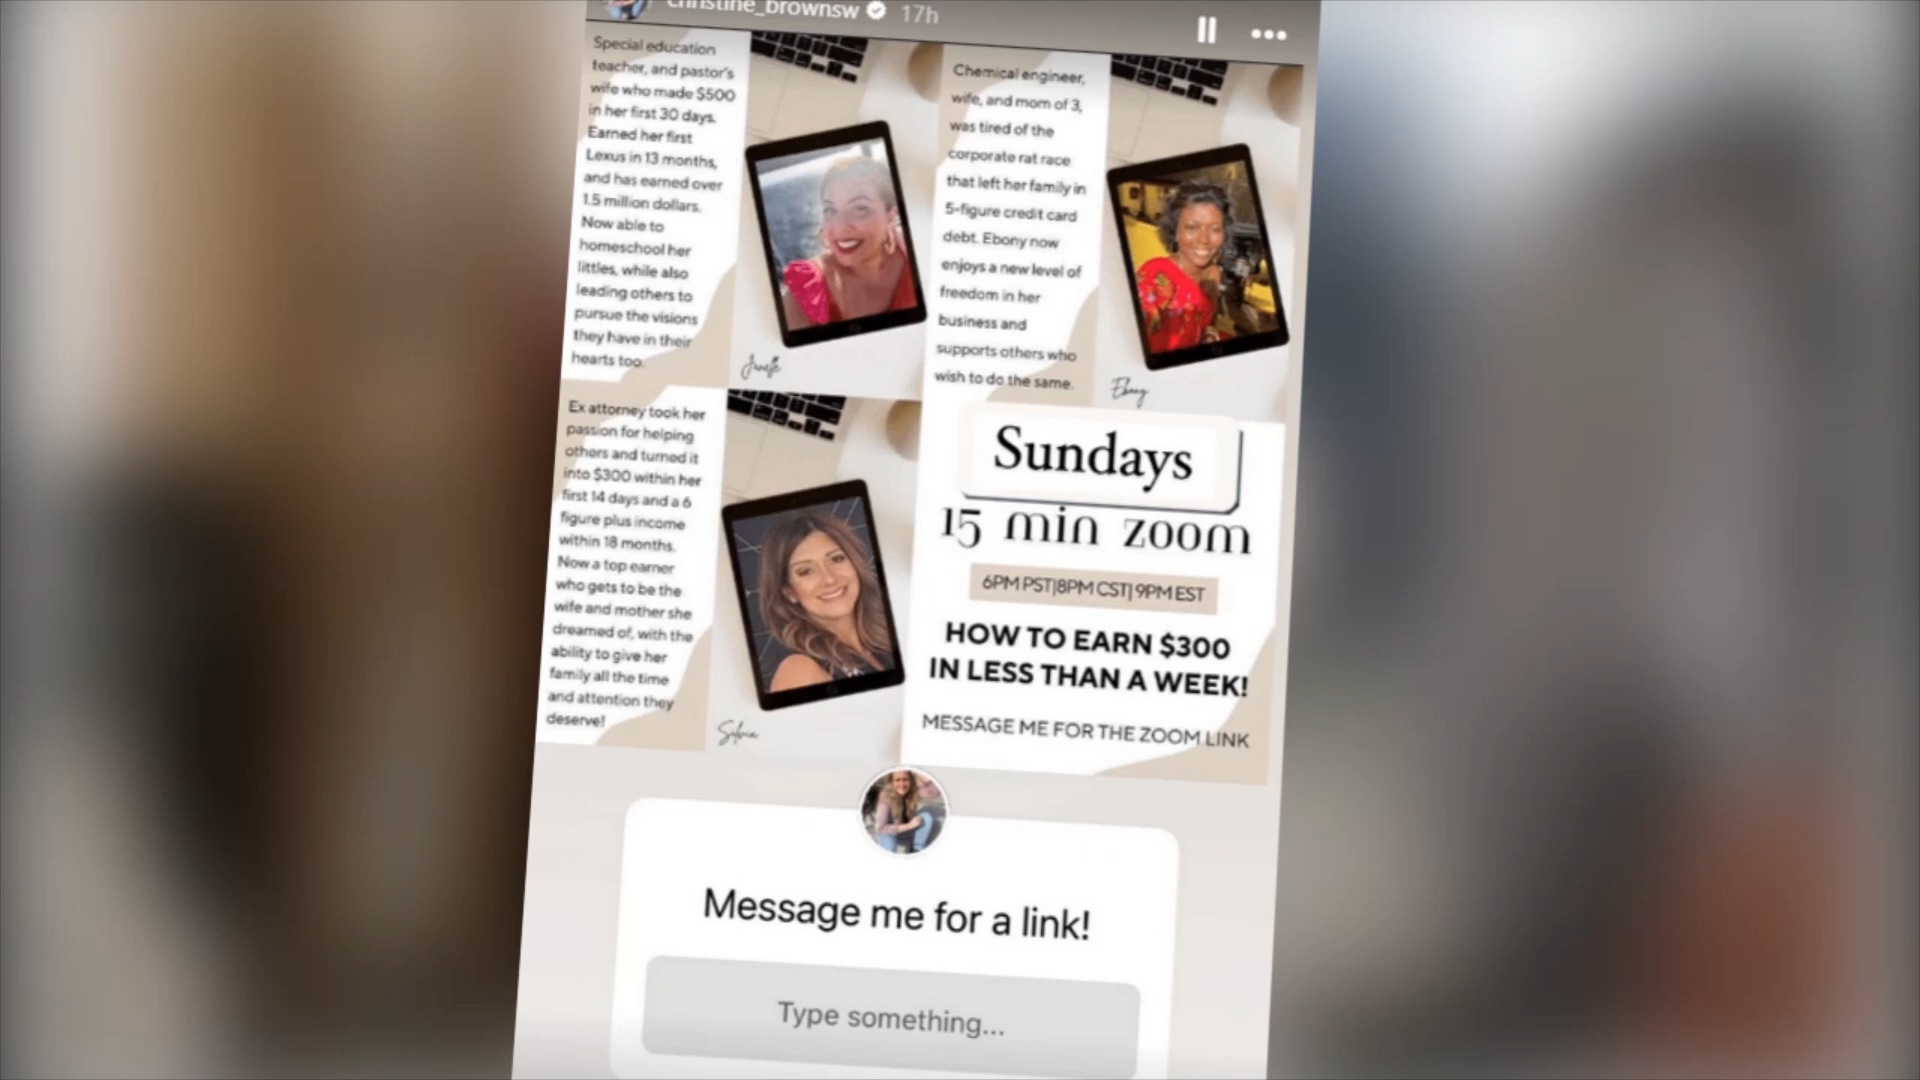 christine_brownsw 17h
Special education
teacher, and pastor's
wife who made $500
in her first 30 days.
Earned her first
Lexus in 13 months,
and has earned over
1.5 million dollars.
Now able to
homeschool her
littles, while also
leading others to
pursue the visions
they have in their
hearts too.
Janelle
Chemical engineer,
wife, and mom of 3,
was tired of the
corporate rat race
that left her family in
5-figure credit card
debt. Ebony now
enjoys a new level of
freedom in her
business and
supports others who
wish to do the same.
Ebony
Ex attorney took her
passion for helping
others and turned it
into $300 within her
first 14 days and a 6
figure plus income
within 18 months.
Now a top earner
who gets to be the
wife and mother she
dreamed of, with the
ability to give her
family all the time
and attention they
deserve!
Sylvia
Sundays
15 min zoom
6PM PST|8PM CST| 9PM EST
HOW TO EARN $300
IN LESS THAN A WEEK!
MESSAGE ME FOR THE ZOOM LINK
Message me for a link!
Type something...